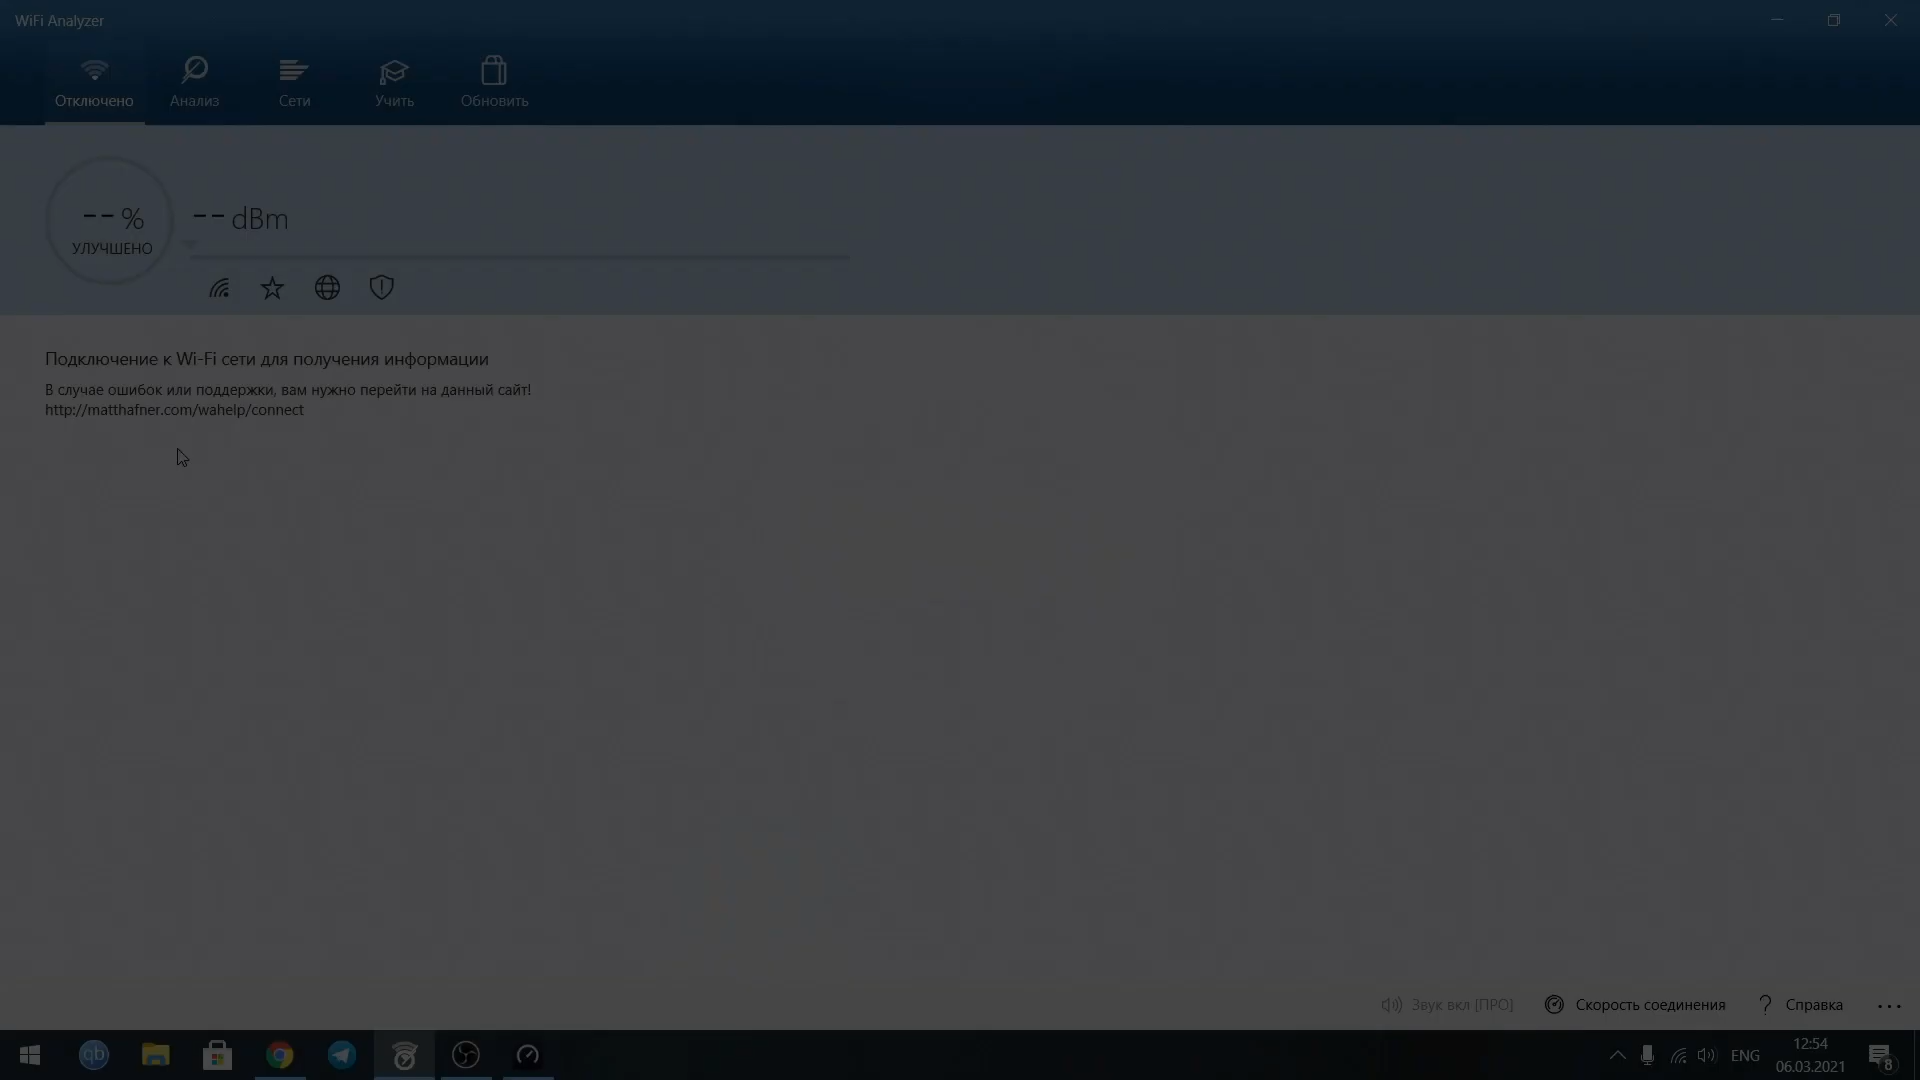 WiFi Analyzer
Отключено
Анализ
Сети
Учить
Обновить
--%
УЛУЧШЕНО
--dBm
Подключение к Wi-Fi сети для получения информации
В случае ошибок или поддержки, вам нужно перейти на данный сайт!
http://matthafner.com/wahelp/connect
Звук вкл [ПРО]
Скорость соединения
Справка
qb
ENG
12:54
06.03.2021
8